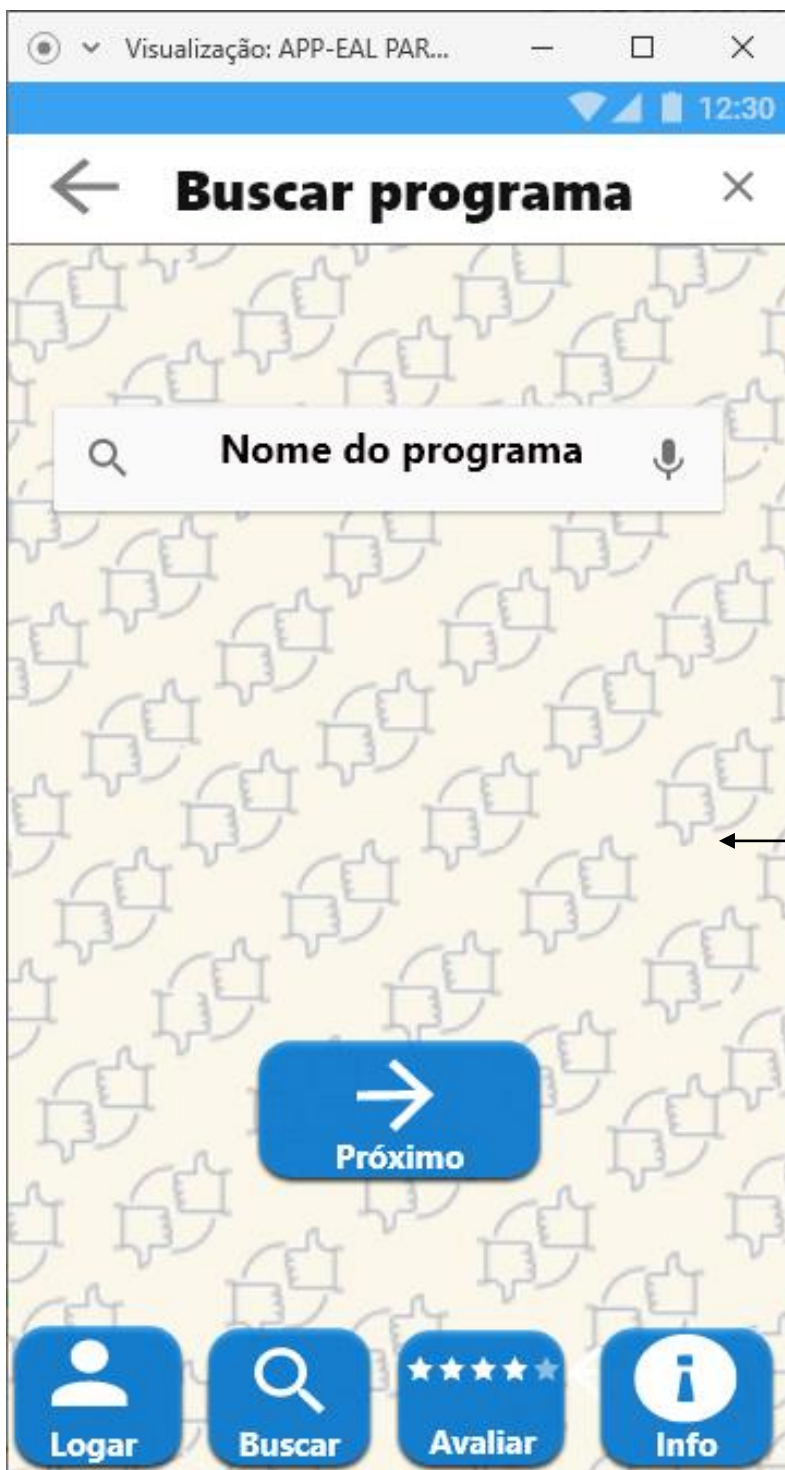 Visualização: APP-EAL PAR...
12:30
Buscar programa
Nome do programa
Próximo
Logar
Buscar
Avaliar
Info